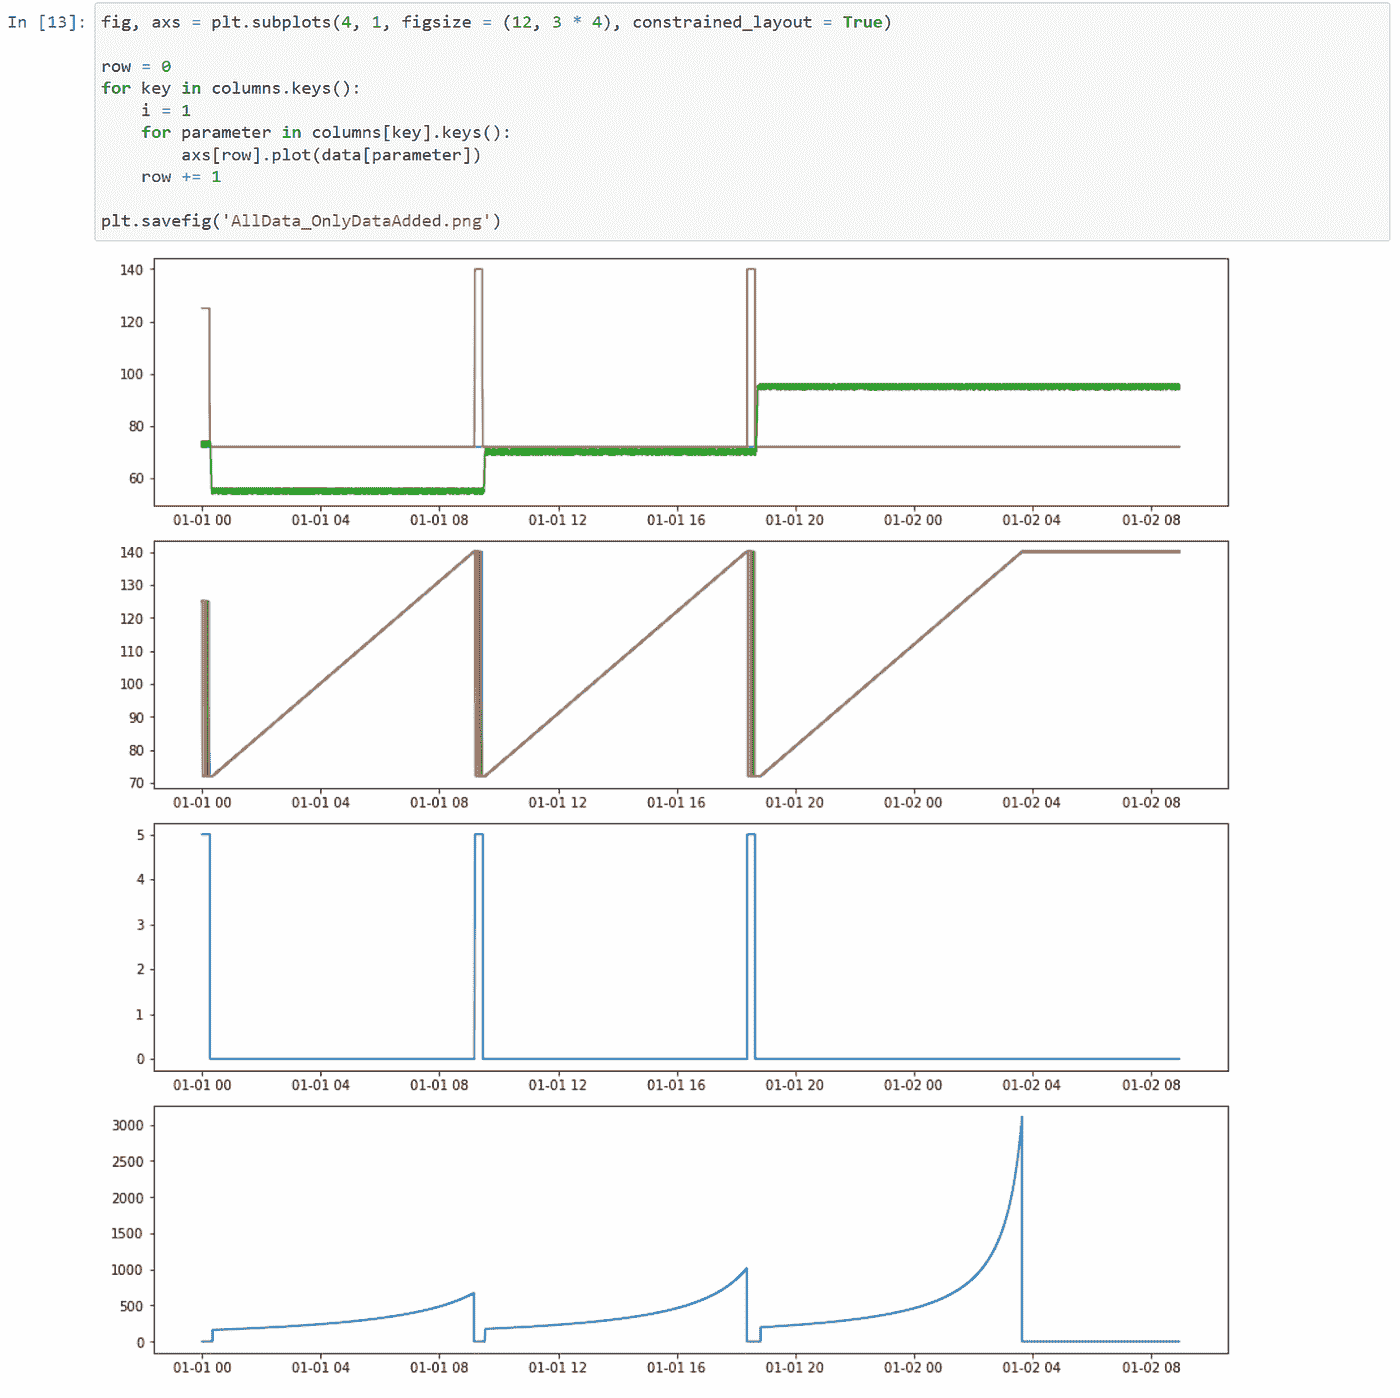 In [13]: fig, axs = plt.subplots(4, 1, figsize = (12, 3 * 4), constrained_layout = True)
row = 0
for key in columns.keys():
    i = 1
    for parameter in columns[key].keys():
        axs[row].plot(data[parameter])
    row += 1
plt.savefig('AllData_OnlyDataAdded.png')
140
120
100
80
60
01-01 00 01-01 04 01-01 08 01-01 12 01-01 16 01-01 20 01-02 00 01-02 04 01-02 08
140
130
120
110
100
90
80
70
01-01 00 01-01 04 01-01 08 01-01 12 01-01 16 01-01 20 01-02 00 01-02 04 01-02 08
5
4
3
2
1
0
01-01 00 01-01 04 01-01 08 01-01 12 01-01 16 01-01 20 01-02 00 01-02 04 01-02 08
3000
2500
2000
1500
1000
500
0
01-01 00 01-01 04 01-01 08 01-01 12 01-01 16 01-01 20 01-02 00 01-02 04 01-02 08